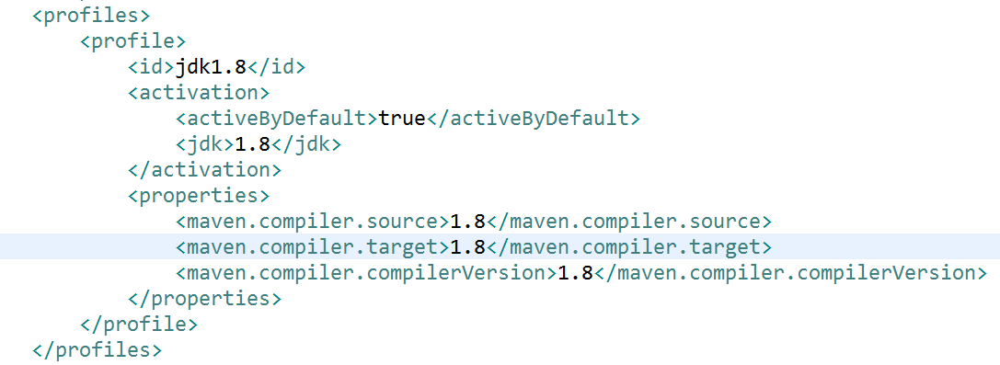 <profiles>
<profile>
<id>jdk1.8</id>
<activation>
<activeByDefault>true</activeByDefault>
<jdk>1.8</jdk>
</activation>
<properties>
<maven.compiler.source>1.8</maven.compiler.source>
<maven.compiler.target>1.8</maven.compiler.target>
<maven.compiler.compilerVersion>1.8</maven.compiler.compilerVersion>
</properties>
</profile>
</profiles>